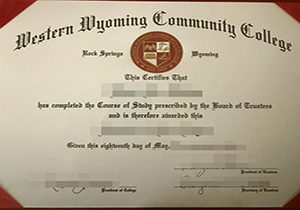 Western Wyoming Community College
Rock Springs Wyoming
This Certifies That
has completed the Course of Study prescribed by the Board of Trustees
and is therefore awarded this
Given this eighteenth day of May,
President of Trustees
President of College
Secretary of Trustees